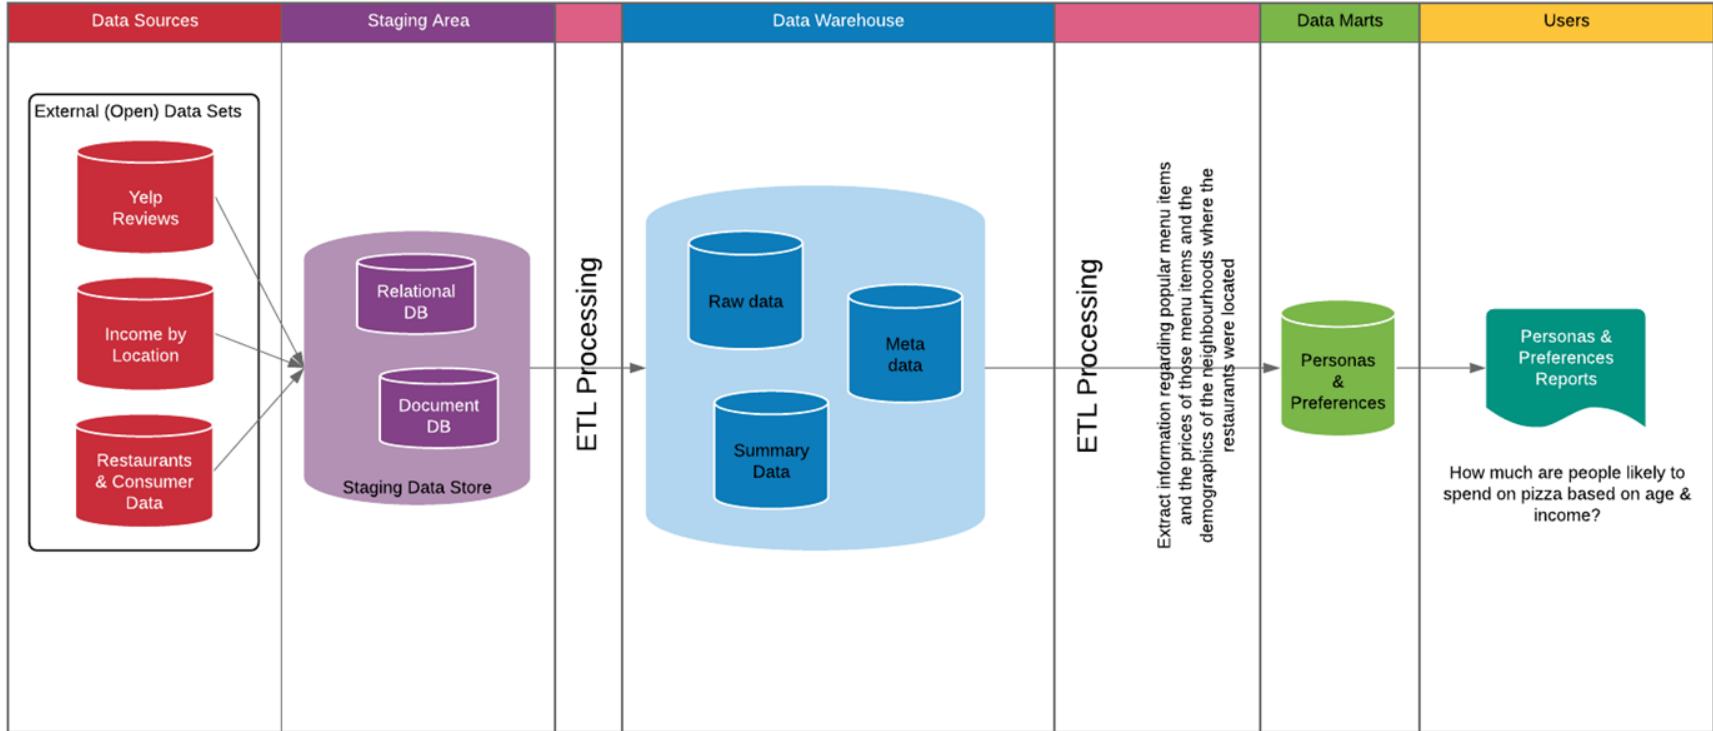 Data Sources
Staging Area
Data Warehouse
Data Marts
Users
External (Open) Data Sets
Yelp
Reviews
Income by
Location
Restaurants
& Consumer
Data
Relational
DB
Document
DB
Staging Data Store
ETL Processing
Raw data
Meta
data
Summary
Data
ETL Processing
Extract information regarding popular menu items
and the prices of those menu items and the
demographics of the neighbourhoods where the
restaurants were located
Personas
&
Preferences
Personas &
Preferences
Reports
How much are people likely to
spend on pizza based on age &
income?